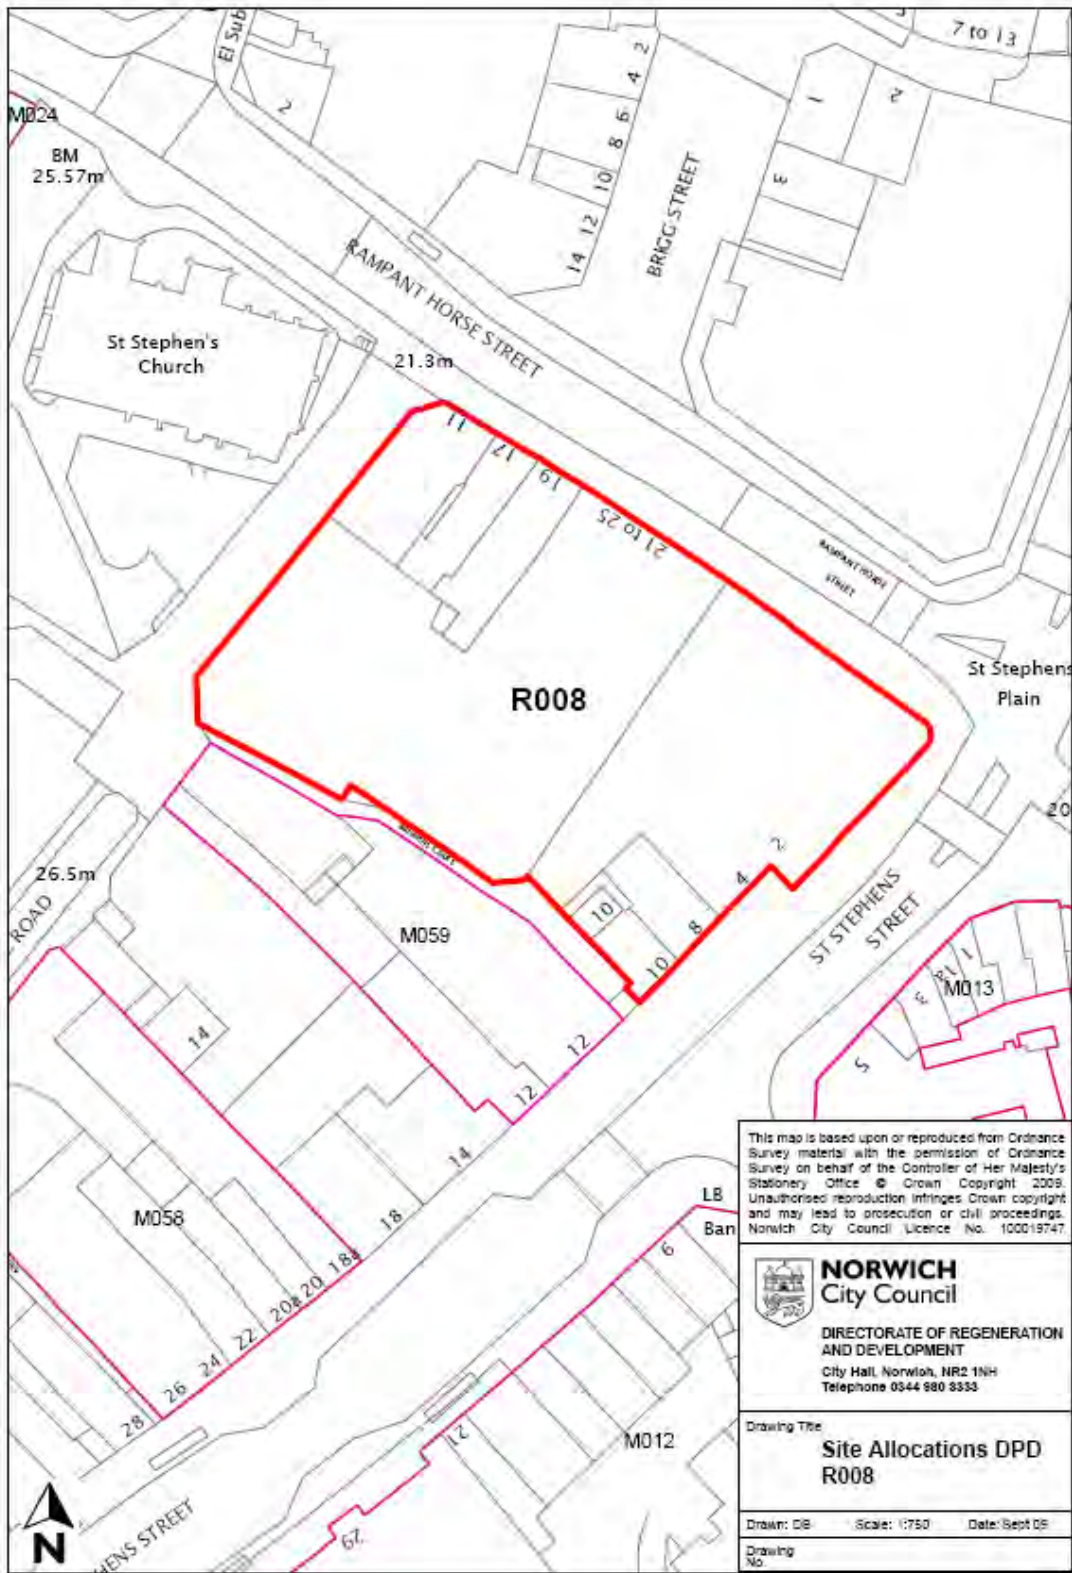 El Sub
2
7 to 13
M024
BM
25.57m
2
4
6
8
10
12
14
1
2
3
BRIGG STREET
RAMPANT HORSE STREET
St Stephen's
Church
21.3m
11
17
19
21 to 25
RAMPANT HORSE
STREET
St Stephens
Plain
R008
20
26.5m
ROAD
M059
2
4
8
10
10
ST STEPHENS
STREET
M013
1
1a
3
5
12
12
14
14
18
18a
20
20a
22
24
26
28
M058
LB
Ban
9
21
29
M012
HENS STREET
N
This map is based upon or reproduced from Ordnance
Survey material with the permission of Ordnance
Survey on behalf of the Controller of Her Majesty's
Stationery Office © Crown Copyright 2009.
Unauthorised reproduction infringes Crown copyright
and may lead to prosecution or civil proceedings.
Norwich City Council Licence No. 100019747
NORWICH
City Council
DIRECTORATE OF REGENERATION
AND DEVELOPMENT
City Hall, Norwich, NR2 1NH
Telephone 0344 980 3333
Drawing Title
Site Allocations DPD
R008
Drawn: DB Scale: 1:750 Date: Sept 09
Drawing
No.